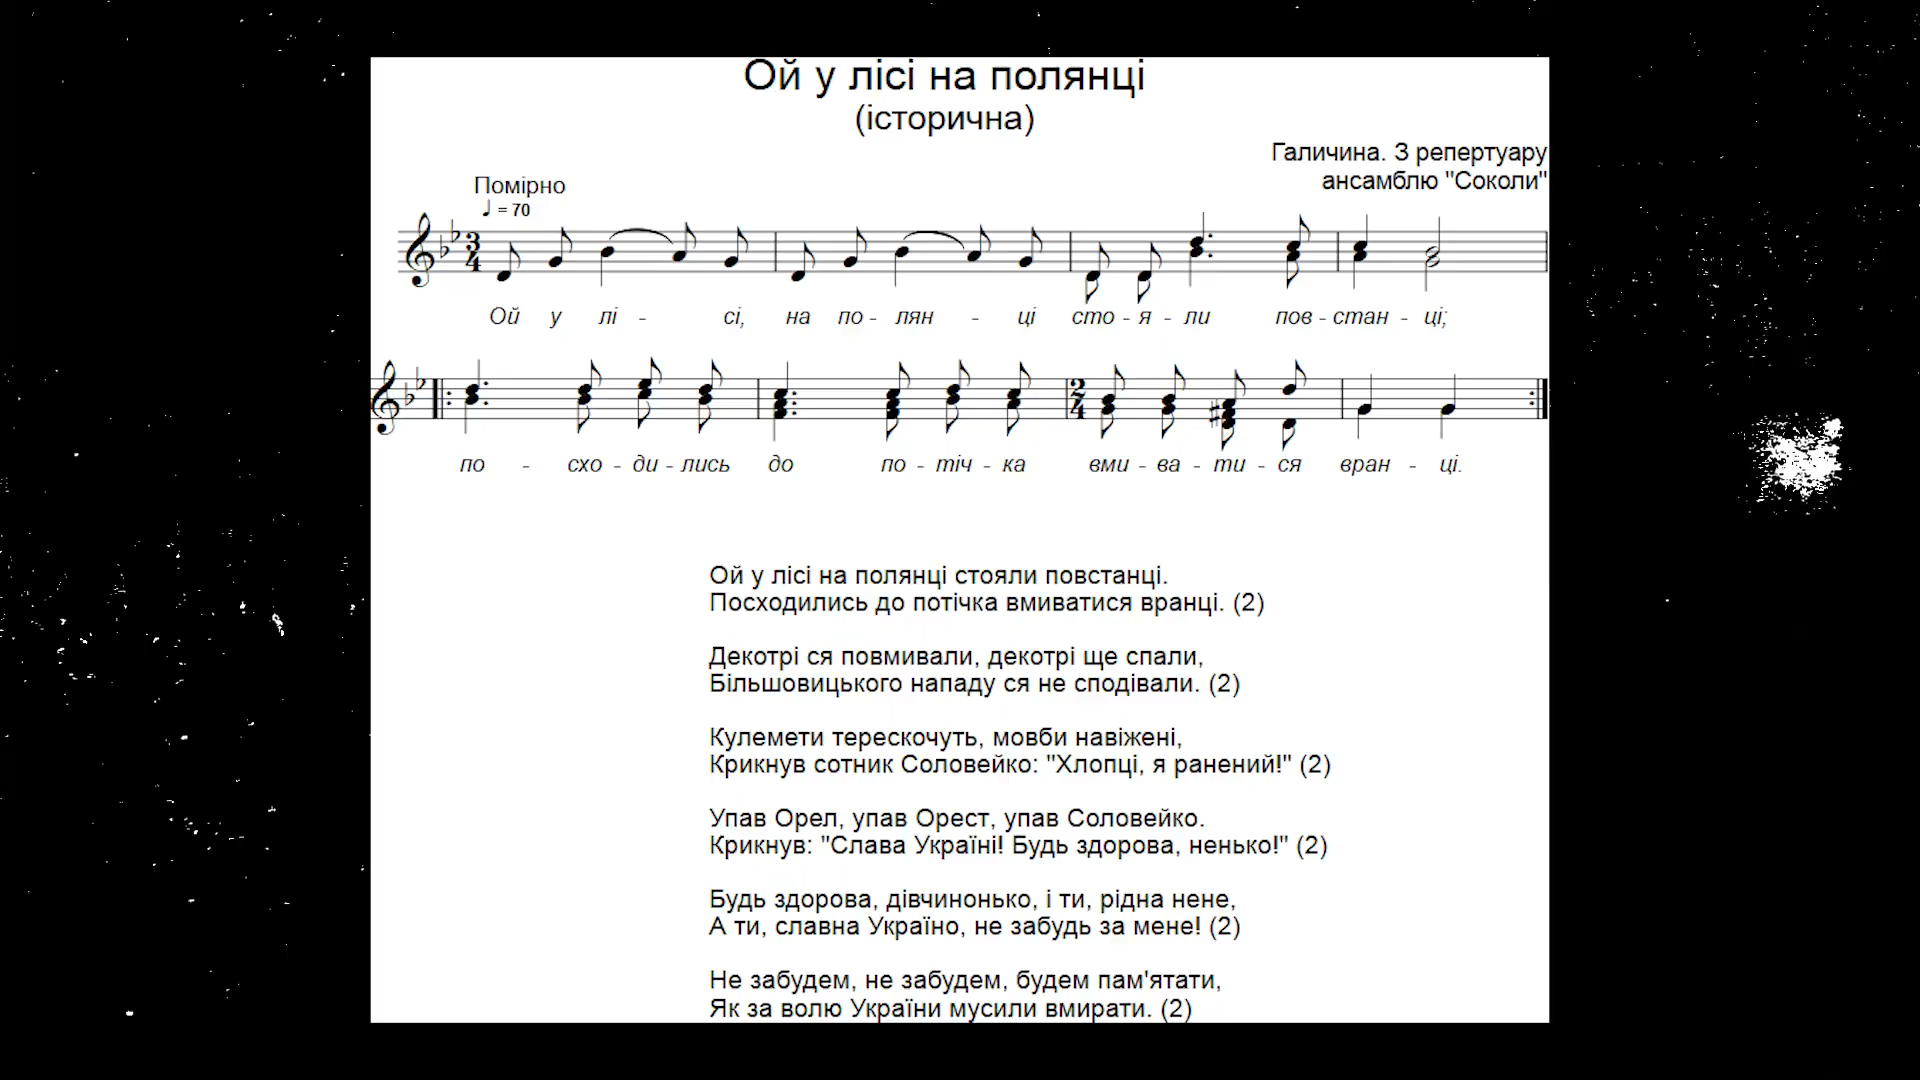 Ой у лісі на полянці
(історична)
Галичина. З репертуару
ансамблю "Соколи"
Помірно
♩ = 70
3
4
Ой у лі - сі, на по - лян - ці сто - я - ли пов - стан - ці;
2
4
по - схо - ди - лись до по - тіч - ка вми - ва - ти - ся вран - ці.
Ой у лісі на полянці стояли повстанці.
Посходились до потічка вмиватися вранці. (2)
Декотрі ся повмивали, декотрі ще спали,
Більшовицького нападу ся не сподівали. (2)
Кулемети терескочуть, мовби навіжені,
Крикнув сотник Соловейко: "Хлопці, я ранений!" (2)
Упав Орел, упав Орест, упав Соловейко.
Крикнув: "Слава Україні! Будь здорова, ненько!" (2)
Будь здорова, дівчинонько, і ти, рідна нене,
А ти, славна Україно, не забудь за мене! (2)
Не забудем, не забудем, будем пам'ятати,
Як за волю України мусили вмирати. (2)